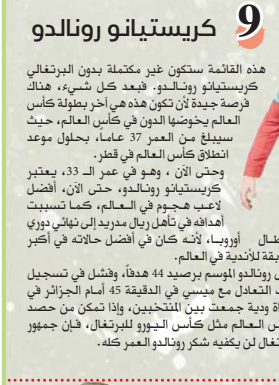 9 كريستيانو رونالدو
هذه القائمة ستكون غير مكتملة بدون البرتغالي
كريستيانو رونالدو. فبعد كل شيء، هناك
فرصة جيدة لأن تكون هذه هي آخر بطولة كأس
العالم يخوضها الدون في كأس العالم، حيث
سيبلغ من العمر 37 عاماً، بحلول موعد
انطلاق كأس العالم في قطر.
وحتى الآن ، وهو في عمر الـ 33، يعتبر
كريستيانو رونالدو، حتى الآن، أفضل
لاعب هجوم في العالم، كما تسببت
أهدافه في تأهل ريال مدريد إلى نهائي دوري
طال أوروبا، لأنه كان في أفضل حالاته في أكبر
بقة للأندية في العالم.
رونالدو الموسم برصيد 44 هدفاً، وفشل في تسجيل
التعادل مع ميسي في الدقيقة 45 أمام الجزائر في
اة ودية جمعت بين المنتخبين، وإذا تمكن من حصد
س العالم مثل كأس اليورو للبرتغال، فإن جمهور
تغال لن يكفيه شكر رونالدو العمر كله.